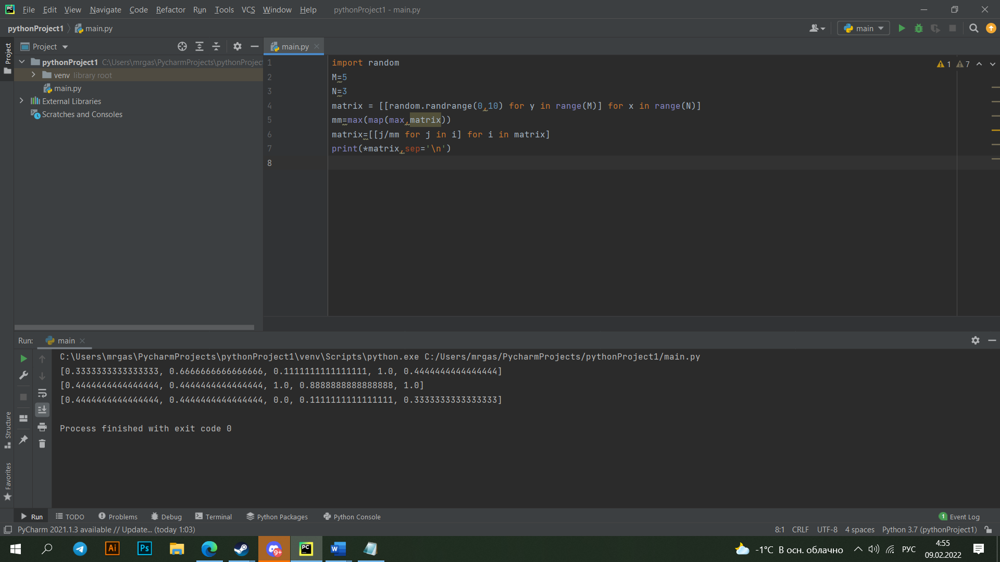 File Edit View Navigate Code Refactor Run Tools VCS Window Help pythonProject1 - main.py
pythonProject1 main.py main
Project main.py
pythonProject1 C:\Users\mrgas\PycharmProjects\pythonProject
venv library root
main.py
External Libraries
Scratches and Consoles
Project
1 import random
2 M=5
3 N=3
4 matrix = [[random.randrange(0,10) for y in range(M)] for x in range(N)]
5 mm=max(map(max,matrix))
6 matrix=[[j/mm for j in i] for i in matrix]
7 print(*matrix,sep='\n')
8
1 7
Run: main
C:\Users\mrgas\PycharmProjects\pythonProject1\venv\Scripts\python.exe C:/Users/mrgas/PycharmProjects/pythonProject1/main.py
[0.3333333333333333, 0.6666666666666666, 0.1111111111111111, 1.0, 0.4444444444444444]
[0.4444444444444444, 0.4444444444444444, 1.0, 0.8888888888888888, 1.0]
[0.4444444444444444, 0.4444444444444444, 0.0, 0.1111111111111111, 0.3333333333333333]
Process finished with exit code 0
Structure
Favorites
Run TODO Problems Debug Terminal Python Packages Python Console 1 Event Log
PyCharm 2021.1.3 available // Update... (today 1:03) 8:1 CRLF UTF-8 4 spaces Python 3.7 (pythonProject1)
Ai Ps 9+ PC W -1°C В осн. облачно РУС 4:55
09.02.2022